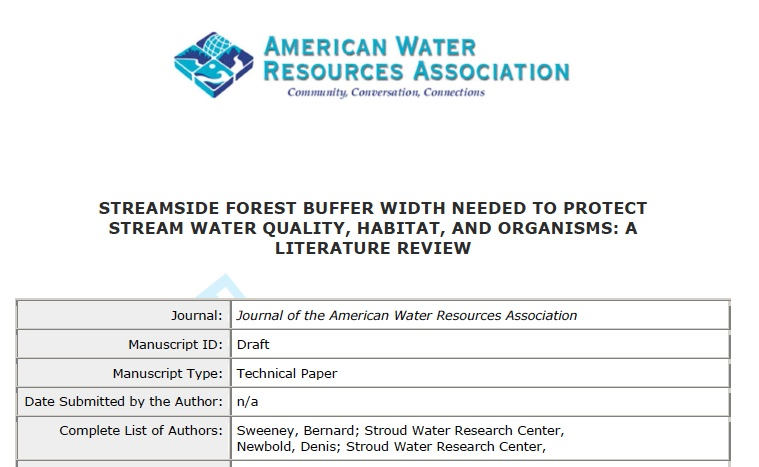 AMERICAN WATER
RESOURCES ASSOCIATION
Community, Conversation, Connections
STREAMSIDE FOREST BUFFER WIDTH NEEDED TO PROTECT
STREAM WATER QUALITY, HABITAT, AND ORGANISMS: A
LITERATURE REVIEW
Journal: Journal of the American Water Resources Association
Manuscript ID: Draft
Manuscript Type: Technical Paper
Date Submitted by the Author: n/a
Complete List of Authors: Sweeney, Bernard; Stroud Water Research Center,
Newbold, Denis; Stroud Water Research Center,